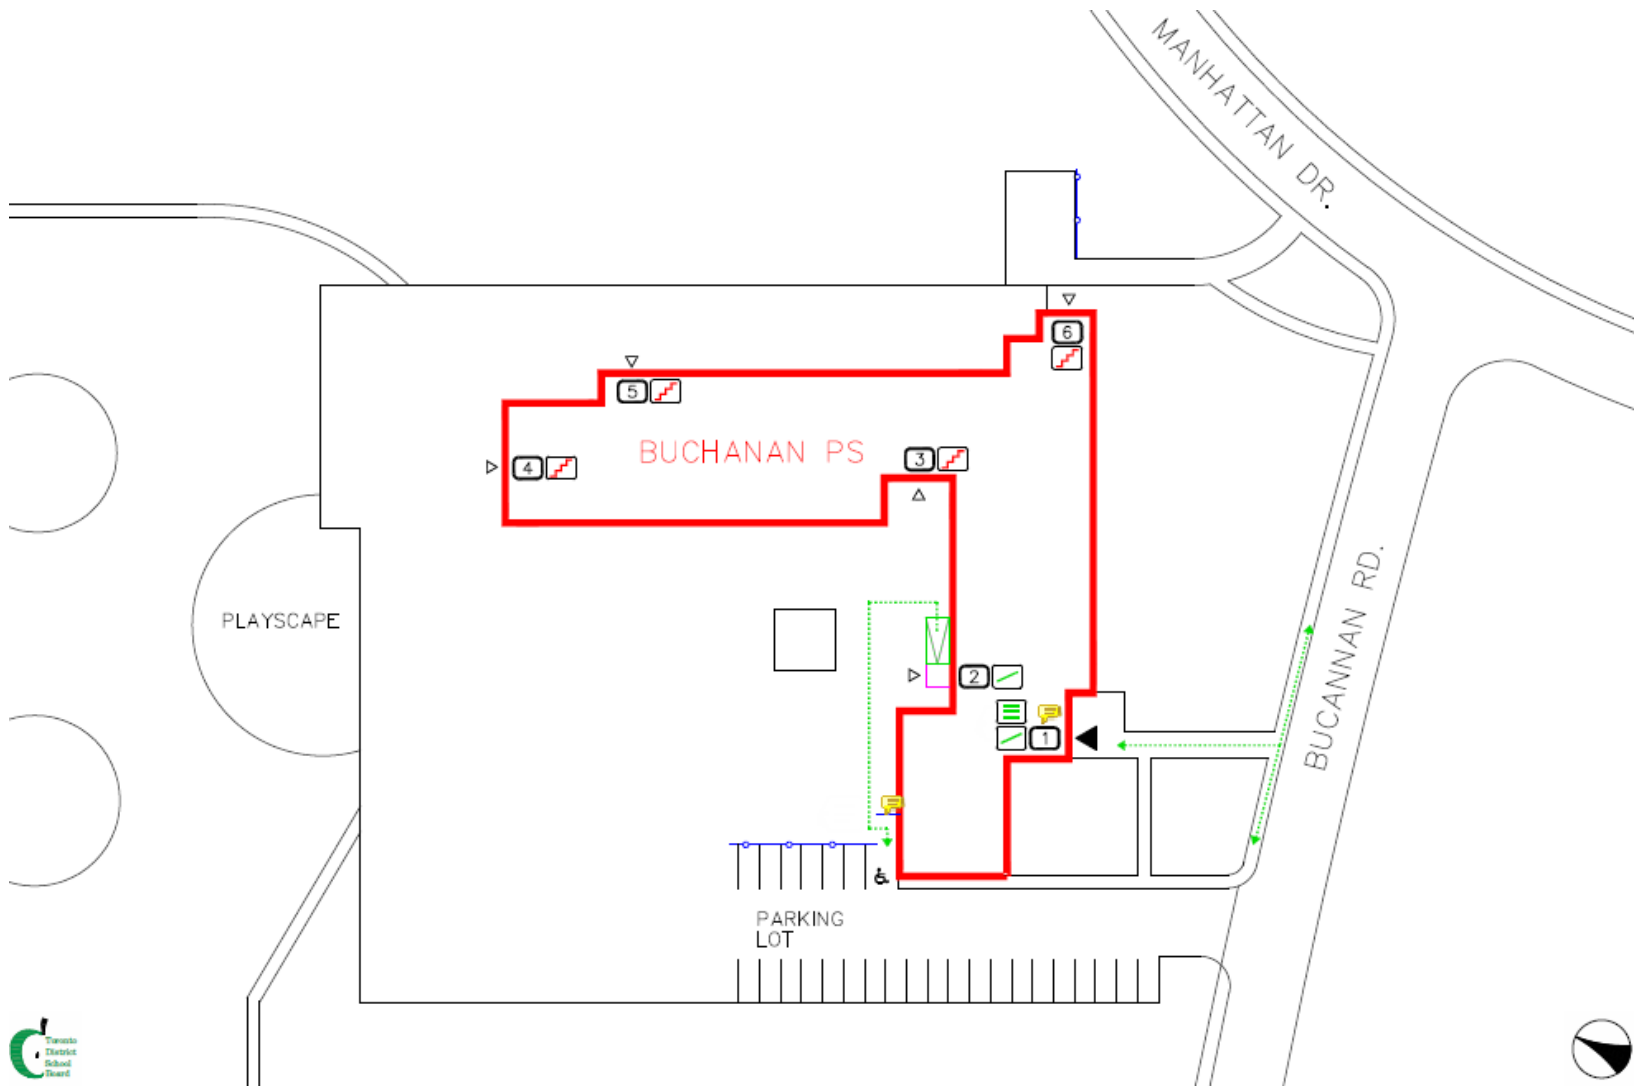 MANHATTAN DR.
6
5
BUCHANAN PS
3
4
PLAYSCAPE
2
1
BUCANNAN RD.
PARKING
LOT
Toronto
District
School
Board